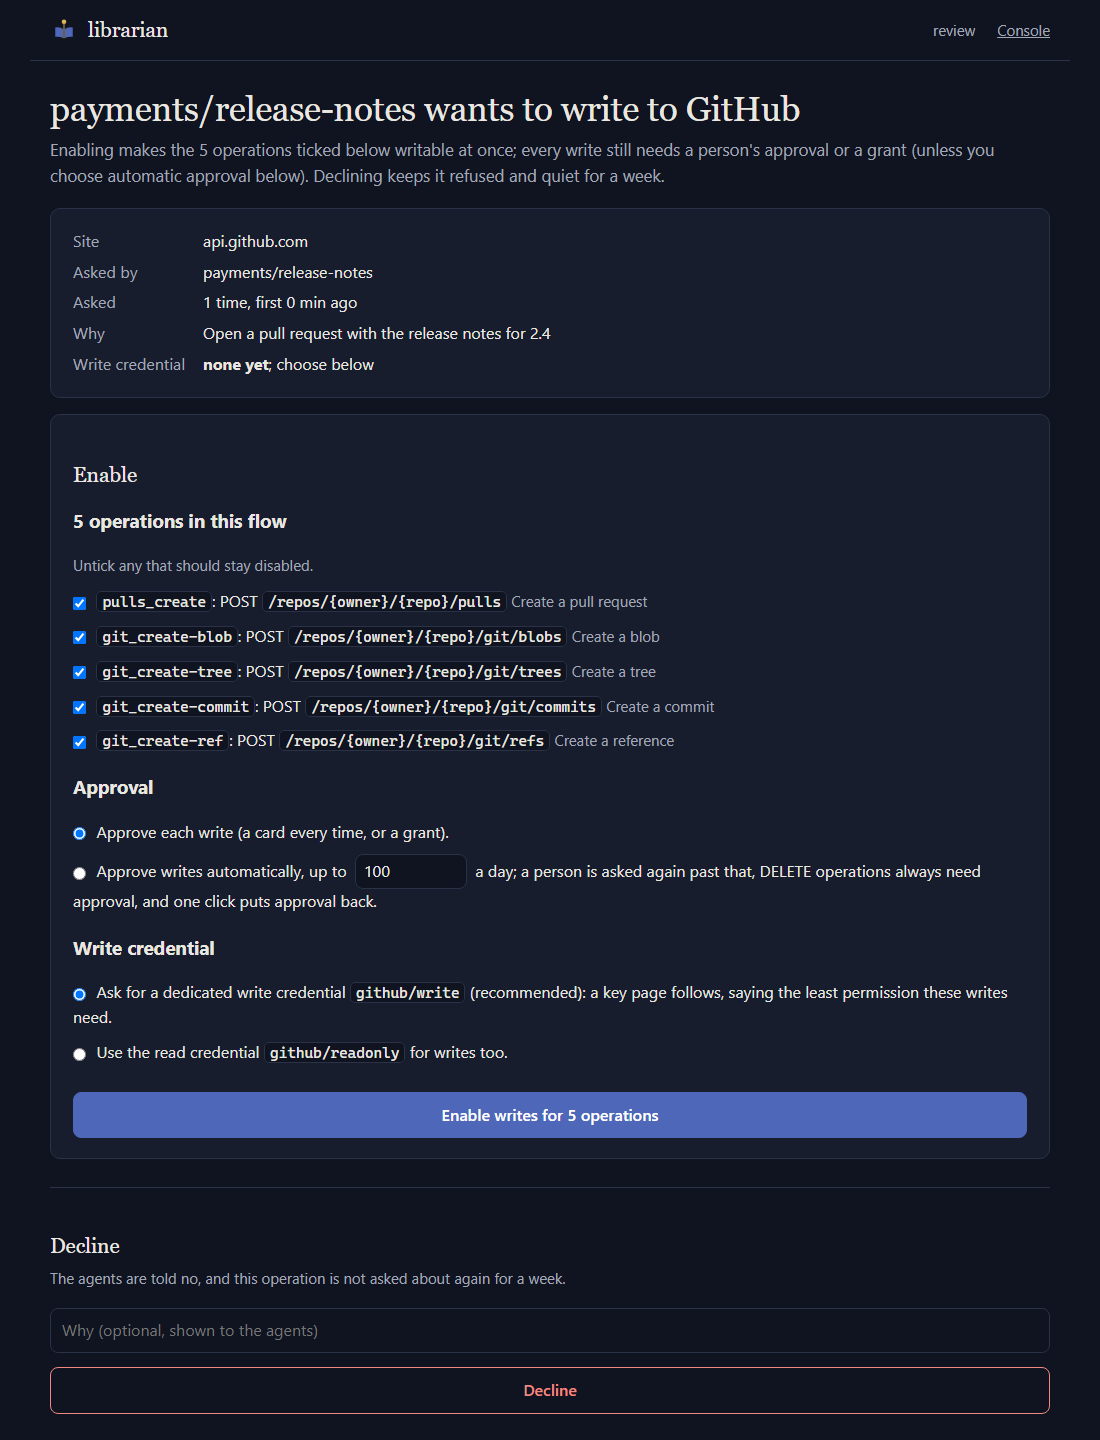 librarian
review Console
payments/release-notes wants to write to GitHub
Enabling makes the 5 operations ticked below writable at once; every write still needs a person's approval or a grant (unless you
choose automatic approval below). Declining keeps it refused and quiet for a week.
Site api.github.com
Asked by payments/release-notes
Asked 1 time, first 0 min ago
Why Open a pull request with the release notes for 2.4
Write credential none yet; choose below
Enable
5 operations in this flow
Untick any that should stay disabled.
pulls_create: POST /repos/{owner}/{repo}/pulls Create a pull request
git_create-blob: POST /repos/{owner}/{repo}/git/blobs Create a blob
git_create-tree: POST /repos/{owner}/{repo}/git/trees Create a tree
git_create-commit: POST /repos/{owner}/{repo}/git/commits Create a commit
git_create-ref: POST /repos/{owner}/{repo}/git/refs Create a reference
Approval
Approve each write (a card every time, or a grant).
Approve writes automatically, up to 100 a day; a person is asked again past that, DELETE operations always need
approval, and one click puts approval back.
Write credential
Ask for a dedicated write credential github/write (recommended): a key page follows, saying the least permission these writes
need.
Use the read credential github/readonly for writes too.
Enable writes for 5 operations
Decline
The agents are told no, and this operation is not asked about again for a week.
Why (optional, shown to the agents)
Decline